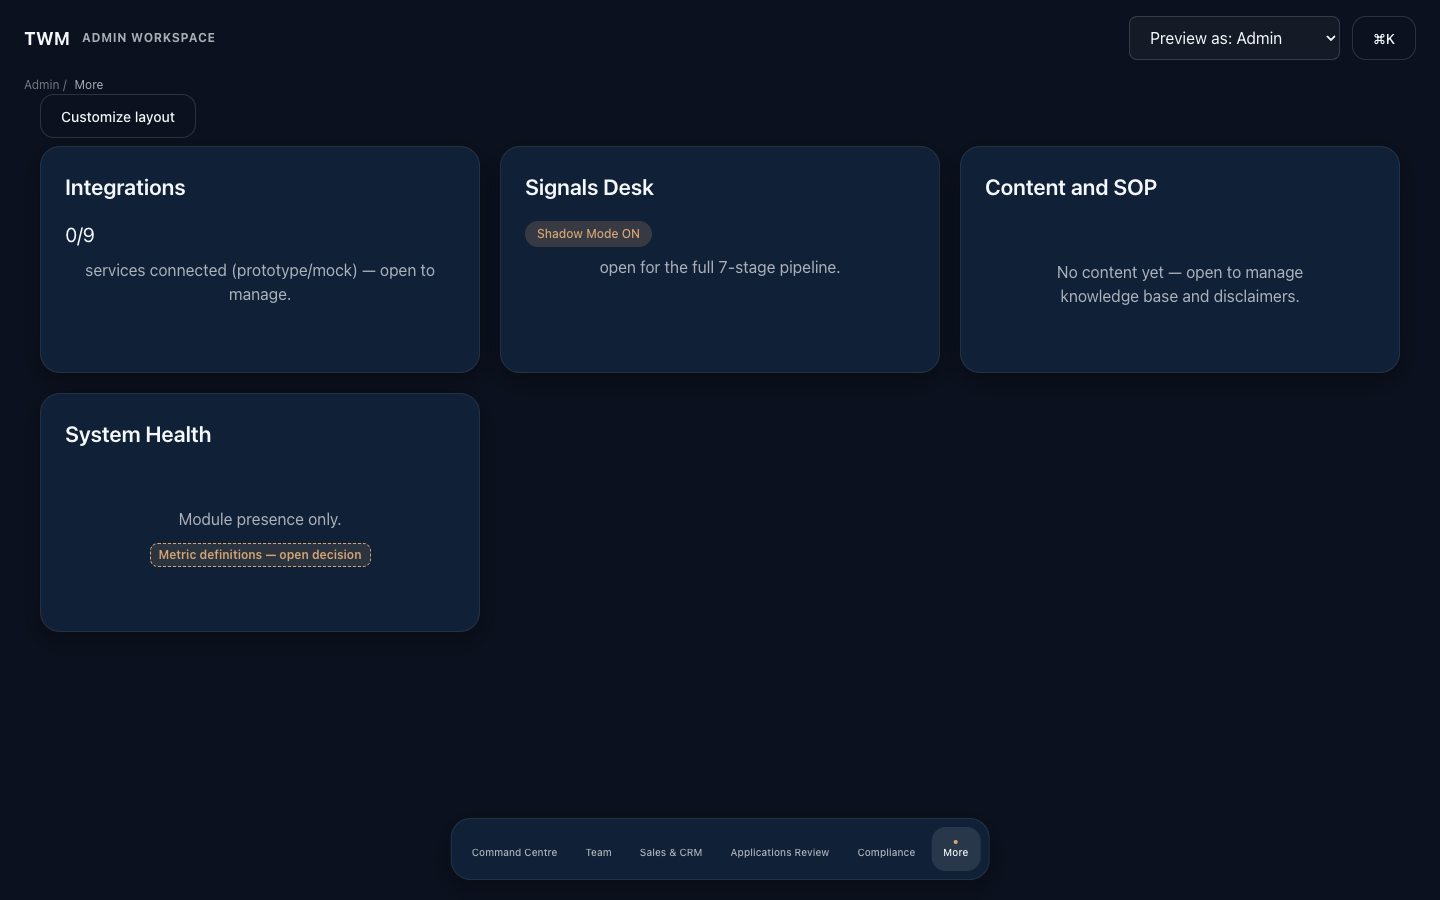 TWM ADMIN WORKSPACE
Preview as: Admin
⌘K
Admin / More
Customize layout
Integrations
0/9
services connected (prototype/mock) — open to
manage.
Signals Desk
Shadow Mode ON
open for the full 7-stage pipeline.
Content and SOP
No content yet — open to manage
knowledge base and disclaimers.
System Health
Module presence only.
Metric definitions — open decision
Command Centre
Team
Sales & CRM
Applications Review
Compliance
More